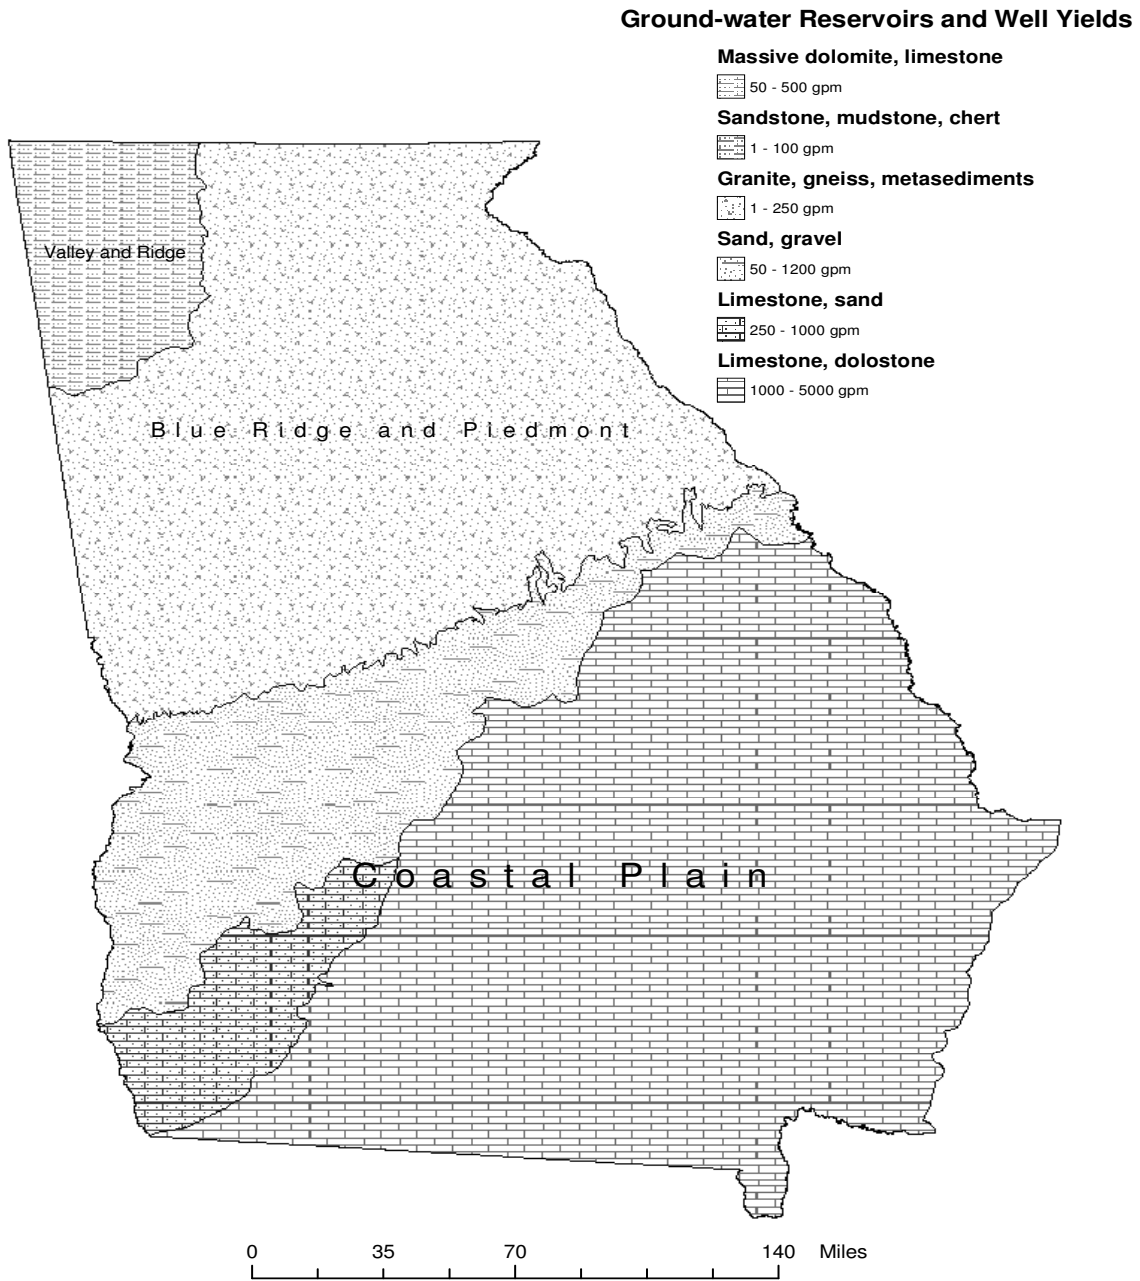 Ground-water Reservoirs and Well Yields
Massive dolomite, limestone
50 - 500 gpm
Sandstone, mudstone, chert
1 - 100 gpm
Granite, gneiss, metasediments
1 - 250 gpm
Sand, gravel
50 - 1200 gpm
Limestone, sand
250 - 1000 gpm
Limestone, dolostone
1000 - 5000 gpm
Valley and Ridge
Blue Ridge and Piedmont
Coastal Plain
0 35 70 140 Miles